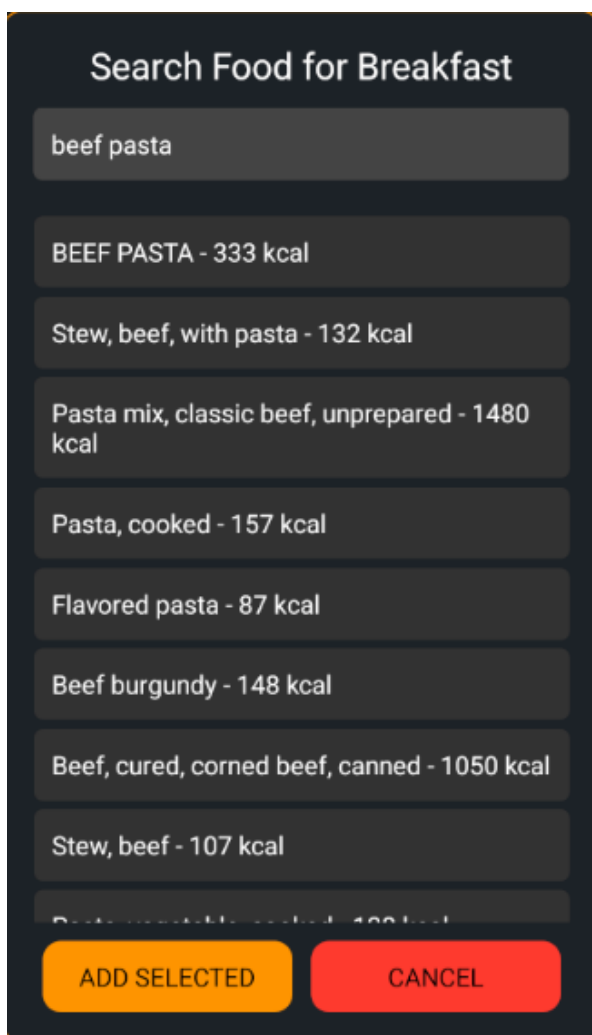 Search Food for Breakfast
beef pasta
BEEF PASTA - 333 kcal
Stew, beef, with pasta - 132 kcal
Pasta mix, classic beef, unprepared - 1480
kcal
Pasta, cooked - 157 kcal
Flavored pasta - 87 kcal
Beef burgundy - 148 kcal
Beef, cured, corned beef, canned - 1050 kcal
Stew, beef - 107 kcal
ADD SELECTED
CANCEL